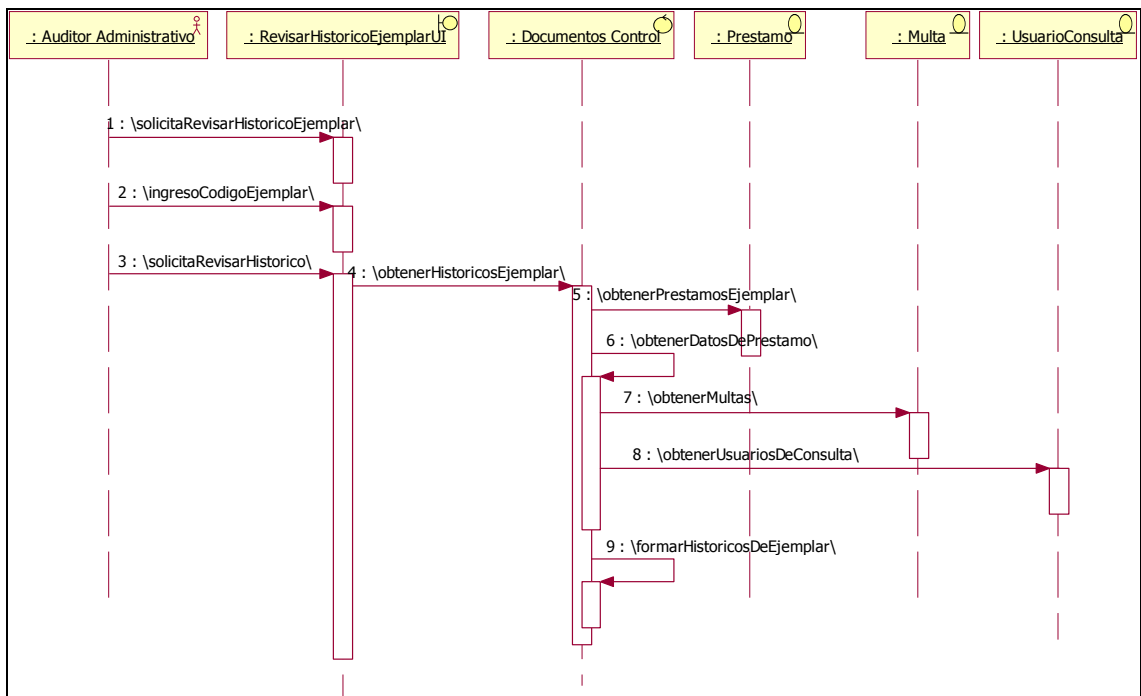 : Auditor Administrativo
: RevisarHistoricoEjemplarUI
: Documentos Control
: Prestamo
: Multa
: UsuarioConsulta
1 : \solicitaRevisarHistoricoEjemplar\
2 : \ingresoCodigoEjemplar\
3 : \solicitaRevisarHistorico\
4 : \obtenerHistoricosEjemplar\
5 : \obtenerPrestamosEjemplar\
6 : \obtenerDatosDePrestamo\
7 : \obtenerMultas\
8 : \obtenerUsuariosDeConsulta\
9 : \formarHistoricosDeEjemplar\